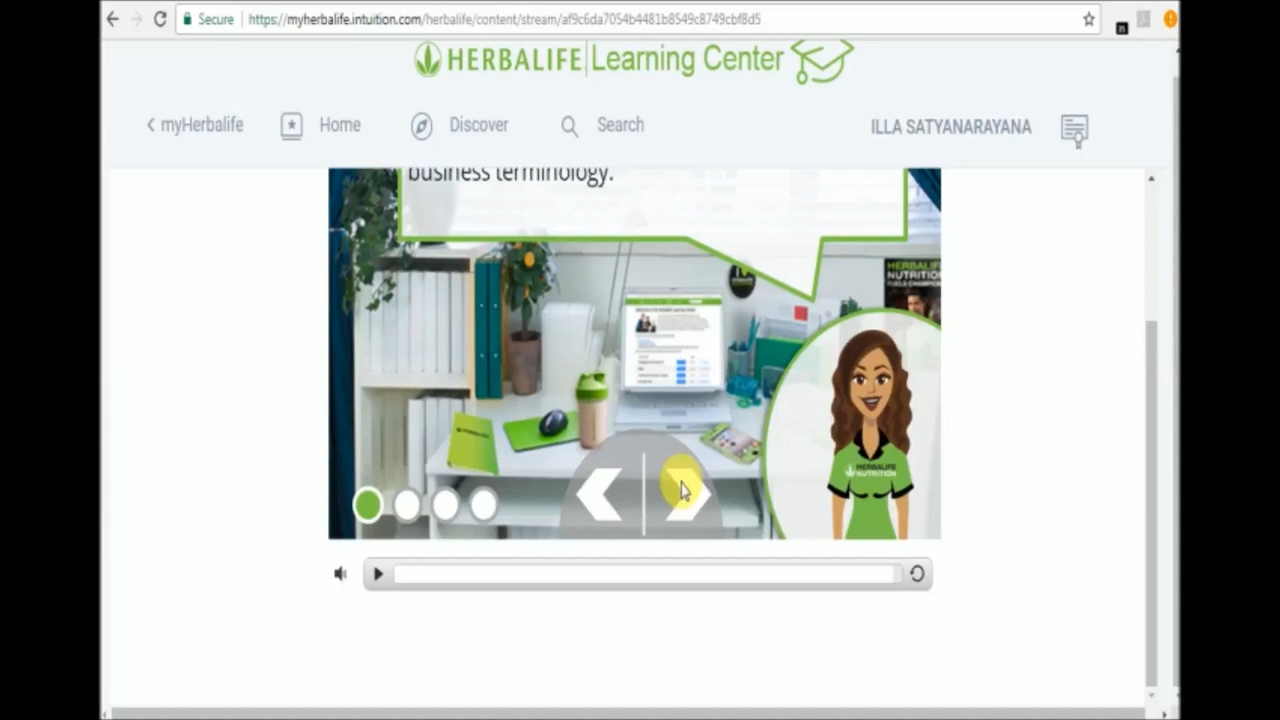 Secure https://myherbalife.intuition.com/herbalife/content/stream/af9c6da7054b4481b8549c8749cbf8d5
HERBALIFE Learning Center
myHerbalife Home Discover Search ILLA SATYANARAYANA
business terminology.
HERBALIFE
NUTRITION
HERBALIFE
NUTRITION